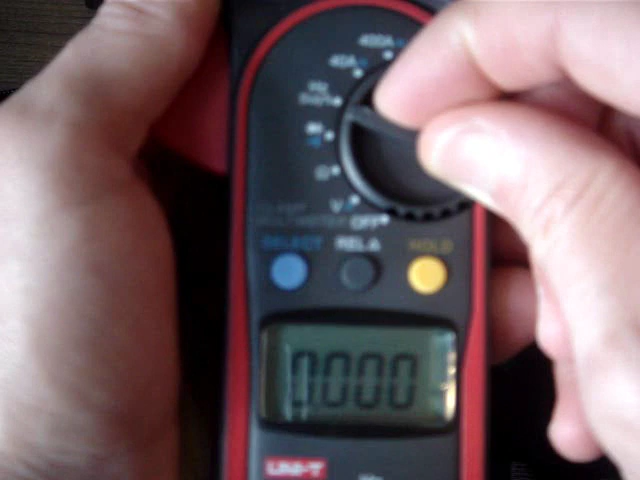 400A
40A
Hz
Duty%
Ω
V
OFF
SELECT REL△ HOLD
0.000
UNI-T